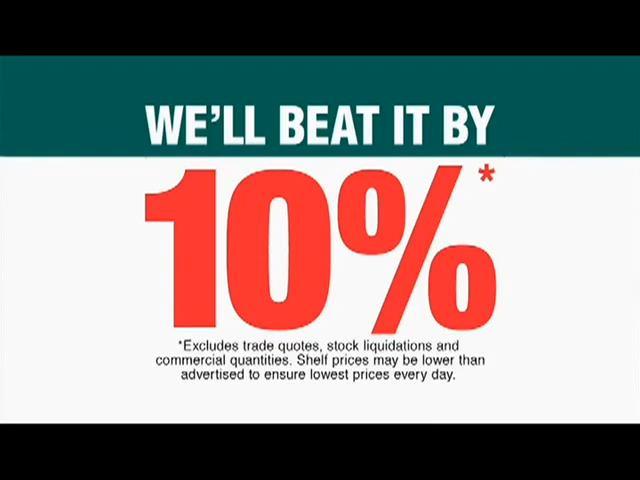 WE'LL BEAT IT BY
10%*
*Excludes trade quotes, stock liquidations and
commercial quantities. Shelf prices may be lower than
advertised to ensure lowest prices every day.